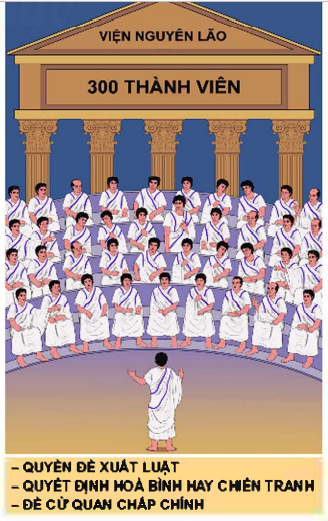 VIỆN NGUYÊN LÃO
300 THÀNH VIÊN
– QUYỀN ĐỀ XUẤT LUẬT
– QUYẾT ĐỊNH HOÀ BÌNH HAY CHIẾN TRANH
– ĐỀ CỬ QUAN CHẤP CHÍNH